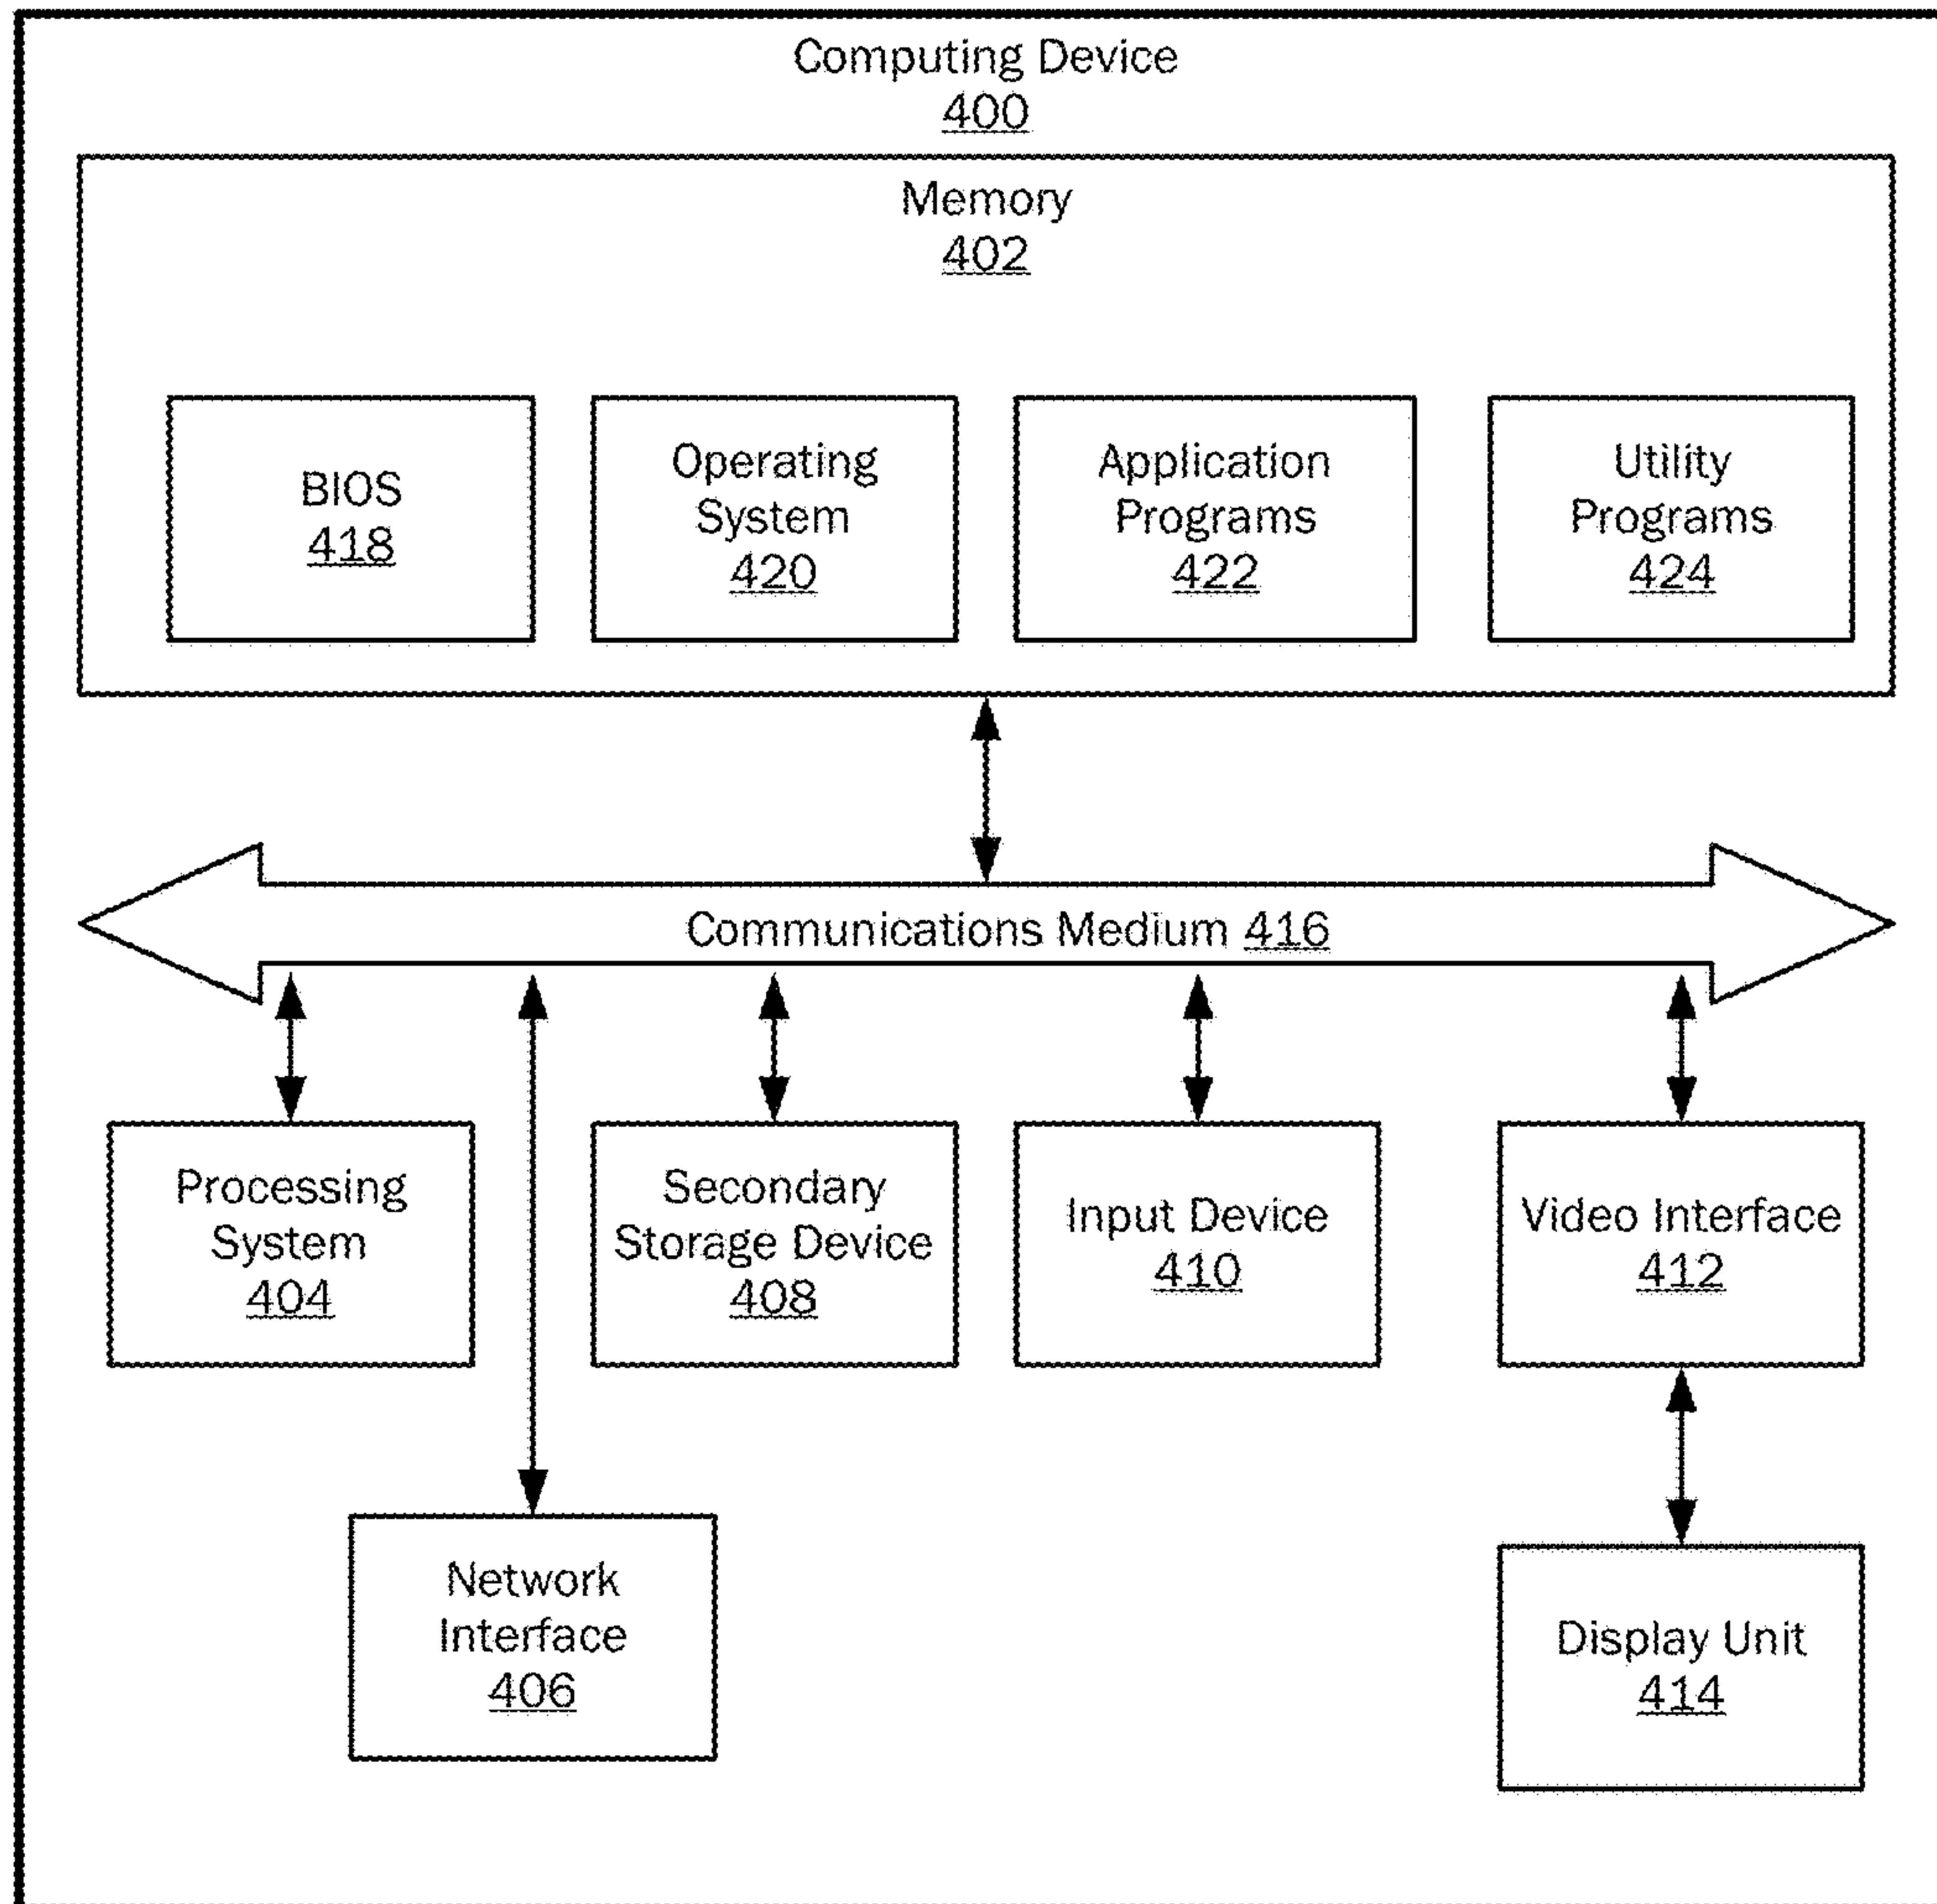 Computing Device
400
Memory
402
BIOS
418
Operating
System
420
Application
Programs
422
Utility
Programs
424
Communications Medium 416
Processing
System
404
Secondary
Storage Device
408
Input Device
410
Video Interface
412
Network
Interface
406
Display Unit
414